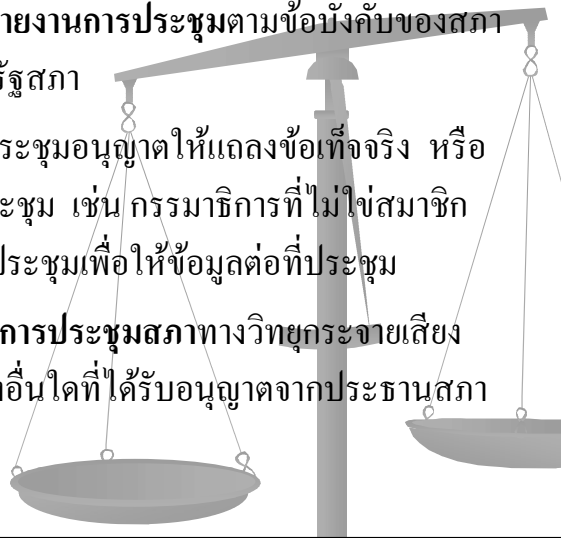 ายงานการประชุมตามข้อบังคับของสภา
รัฐสภา
ระชุมอนุญาตให้แถลงข้อเท็จจริง หรือ
ะชุม เช่น กรรมาธิการที่ไม่ใช่สมาชิก
ประชุมเพื่อให้ข้อมูลต่อที่ประชุม
การประชุมสภาทางวิทยุกระจายเสียง
อื่นใดที่ได้รับอนุญาตจากประธานสภา